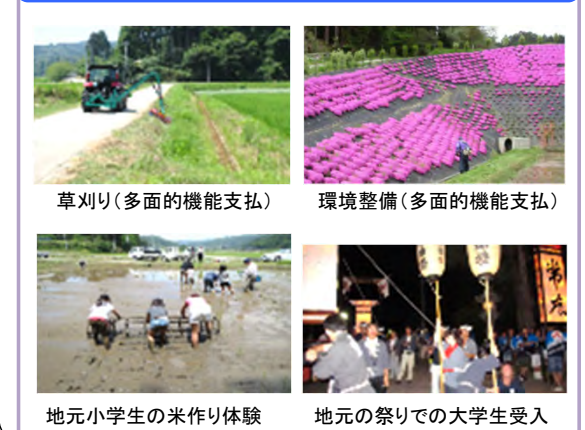 草刈り(多面的機能支払)
環境整備(多面的機能支払)
地元小学生の米作り体験
地元の祭りでの大学生受入